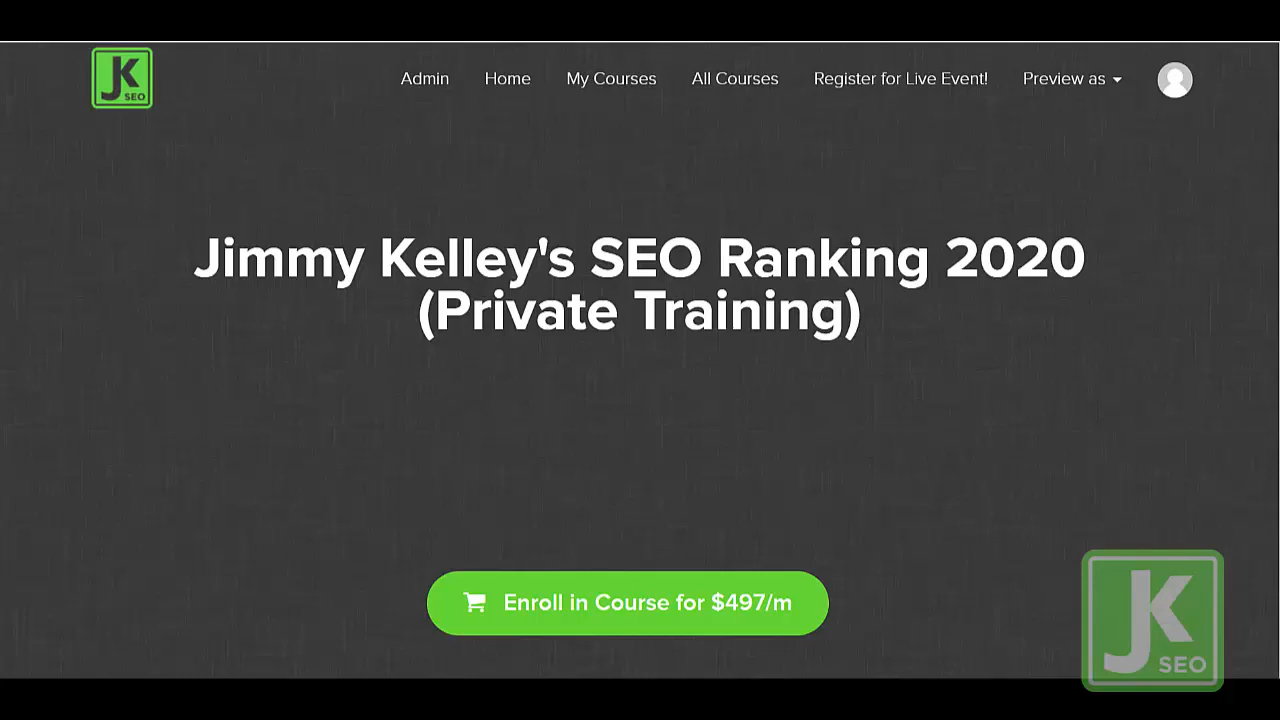 JK SEO
Admin
Home
My Courses
All Courses
Register for Live Event!
Preview as
Jimmy Kelley's SEO Ranking 2020
(Private Training)
Enroll in Course for $497/m
JK SEO